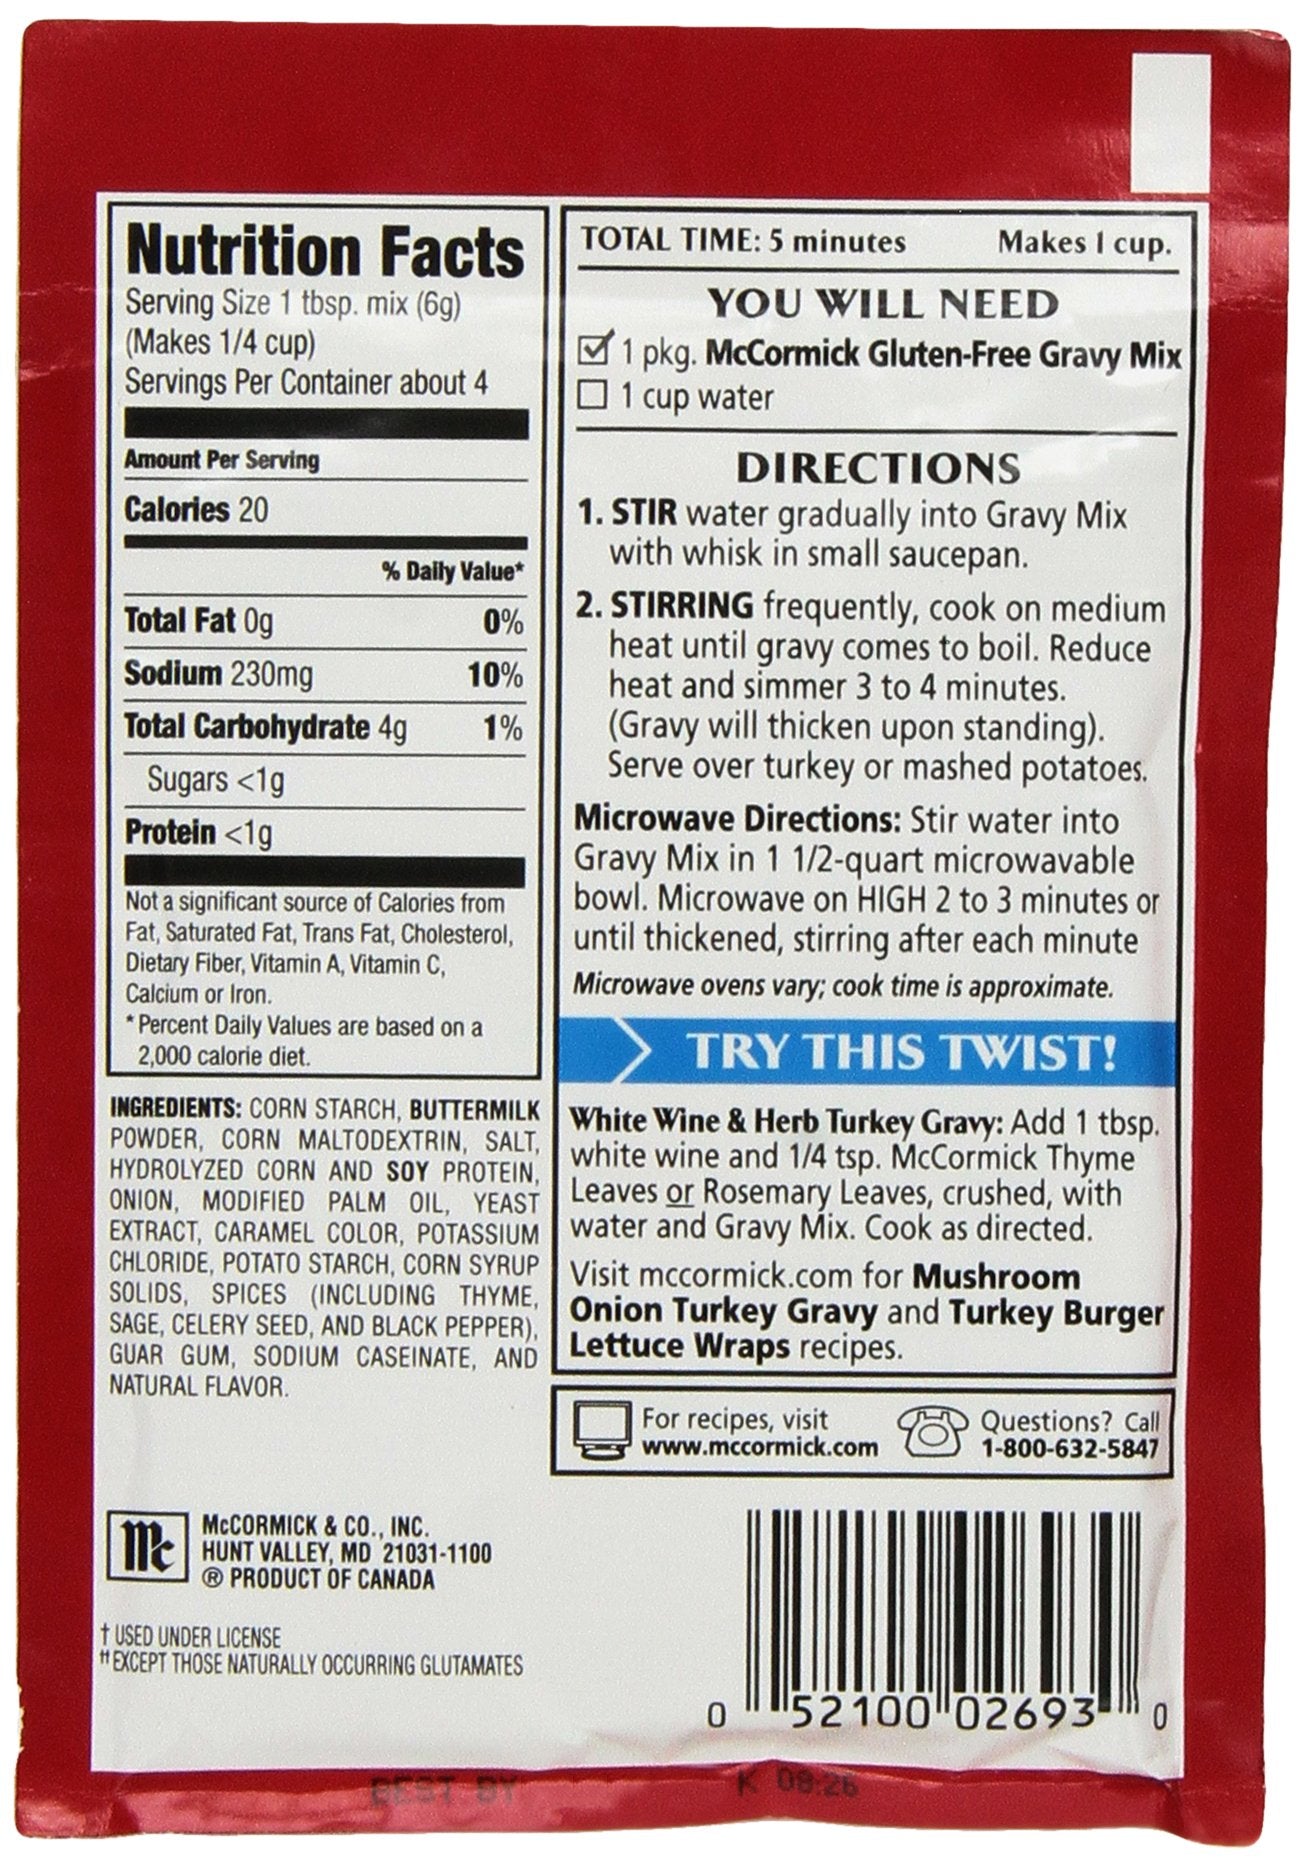 Nutrition Facts
Serving Size 1 tbsp. mix (6g)
(Makes 1/4 cup)
Servings Per Container about 4
Amount Per Serving
Calories 20
% Daily Value*
Total Fat 0g 0%
Sodium 230mg 10%
Total Carbohydrate 4g 1%
Sugars <1g
Protein <1g
Not a significant source of Calories from
Fat, Saturated Fat, Trans Fat, Cholesterol,
Dietary Fiber, Vitamin A, Vitamin C,
Calcium or Iron.
* Percent Daily Values are based on a
2,000 calorie diet.
INGREDIENTS: CORN STARCH, BUTTERMILK
POWDER, CORN MALTODEXTRIN, SALT,
HYDROLYZED CORN AND SOY PROTEIN,
ONION, MODIFIED PALM OIL, YEAST
EXTRACT, CARAMEL COLOR, POTASSIUM
CHLORIDE, POTATO STARCH, CORN SYRUP
SOLIDS, SPICES (INCLUDING THYME,
SAGE, CELERY SEED, AND BLACK PEPPER),
GUAR GUM, SODIUM CASEINATE, AND
NATURAL FLAVOR.
TOTAL TIME: 5 minutes Makes 1 cup.
YOU WILL NEED
1 pkg. McCormick Gluten-Free Gravy Mix
1 cup water
DIRECTIONS
1. STIR water gradually into Gravy Mix
with whisk in small saucepan.
2. STIRRING frequently, cook on medium
heat until gravy comes to boil. Reduce
heat and simmer 3 to 4 minutes.
(Gravy will thicken upon standing).
Serve over turkey or mashed potatoes.
Microwave Directions: Stir water into
Gravy Mix in 1 1/2-quart microwavable
bowl. Microwave on HIGH 2 to 3 minutes or
until thickened, stirring after each minute
Microwave ovens vary; cook time is approximate.
TRY THIS TWIST!
White Wine & Herb Turkey Gravy: Add 1 tbsp.
white wine and 1/4 tsp. McCormick Thyme
Leaves or Rosemary Leaves, crushed, with
water and Gravy Mix. Cook as directed.
Visit mccormick.com for Mushroom
Onion Turkey Gravy and Turkey Burger
Lettuce Wraps recipes.
For recipes, visit
www.mccormick.com
Questions? Call
1-800-632-5847
Mc
McCORMICK & CO., INC.
HUNT VALLEY, MD 21031-1100
® PRODUCT OF CANADA
† USED UNDER LICENSE
†† EXCEPT THOSE NATURALLY OCCURRING GLUTAMATES
0 52100 02693 0
BEST BY K 08:26